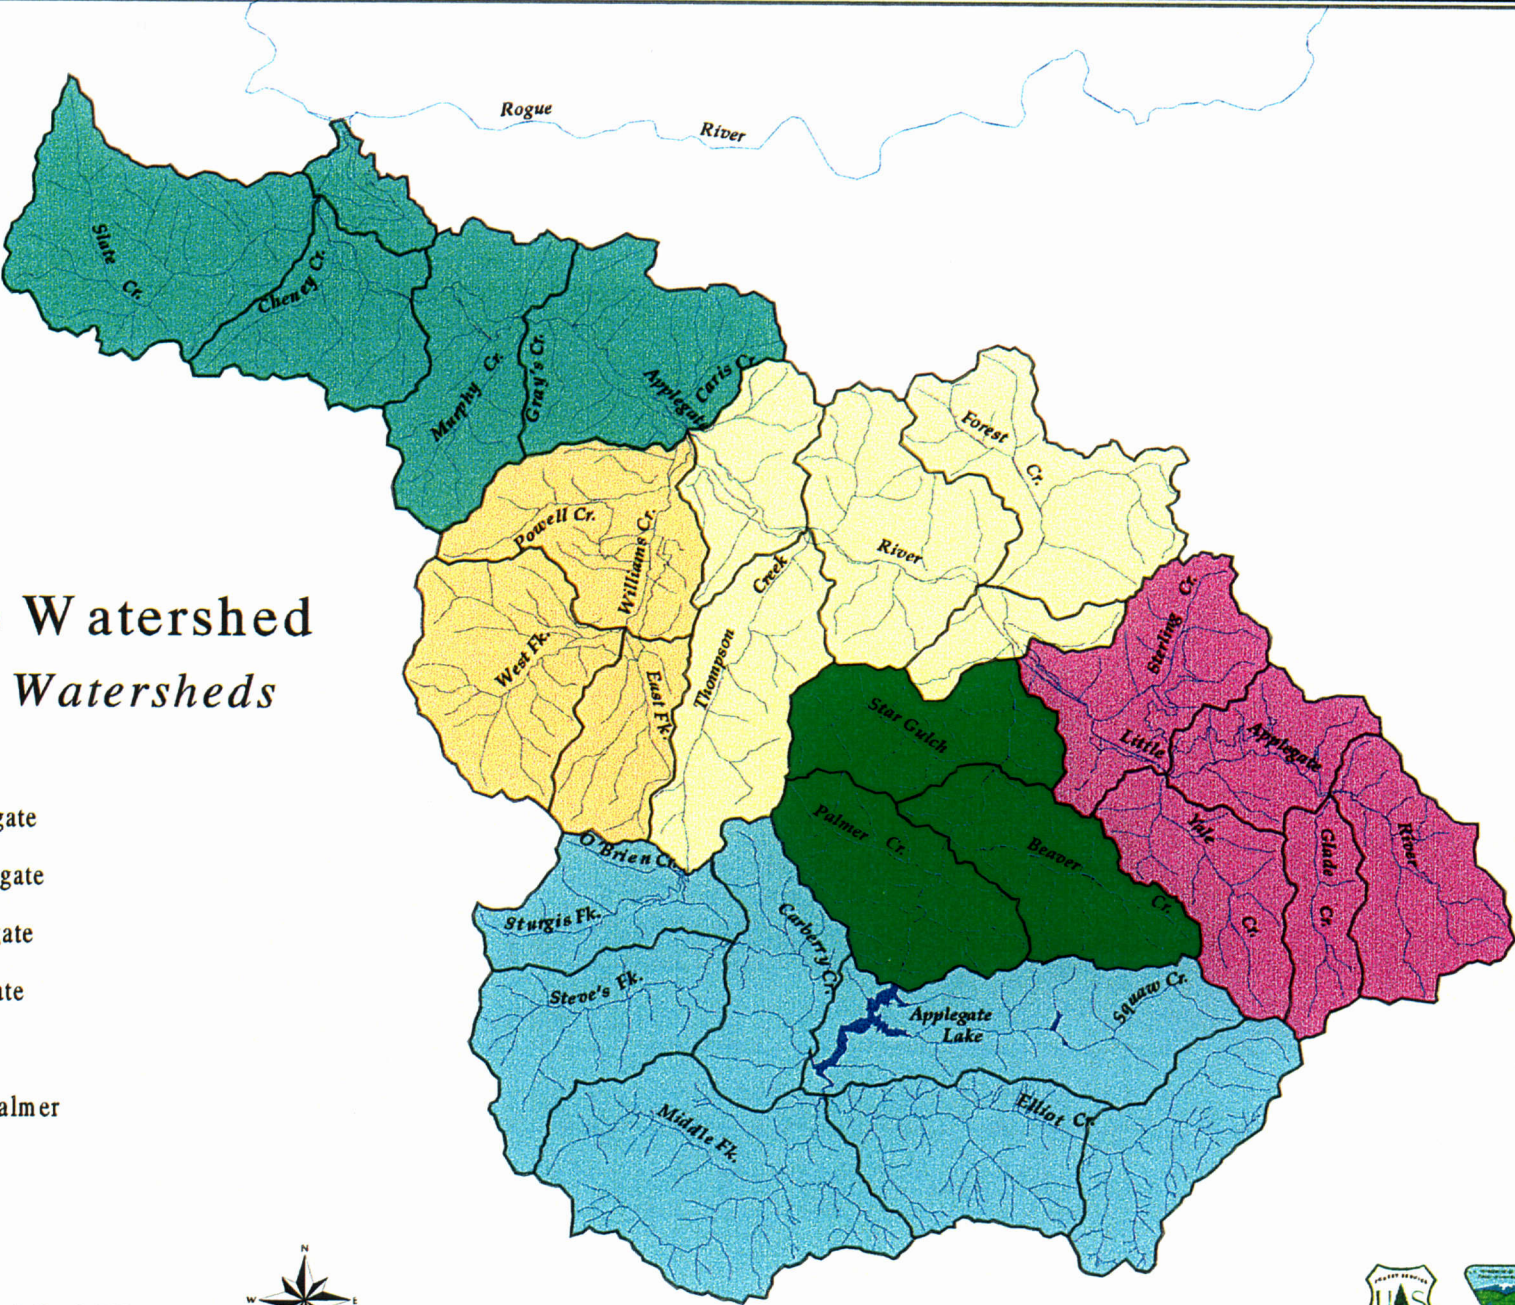 Rogue
River
Slate
Cr.
Cheney Cr.
Murphy Cr.
Gray's Cr.
Applegate
Caris Cr.
Forest
Cr.
Powell Cr.
Williams Cr.
River
Creek
Thompson
West Fk.
East Fk.
Sterling
Cr.
Little
Applegate
River
Star Gulch
Palmer
Cr.
Beaver
Cr.
Yale
Cr.
Glade
Cr.
O'Brien Cr.
Sturgis Fk.
Steve's Fk.
Carberry Cr.
Applegate
Lake
Squaw Cr.
Elliot Cr.
Middle Fk.
Watershed
Watersheds
gate
gate
gate
ate
almer
N
W
E
FOREST SERVICE
U S